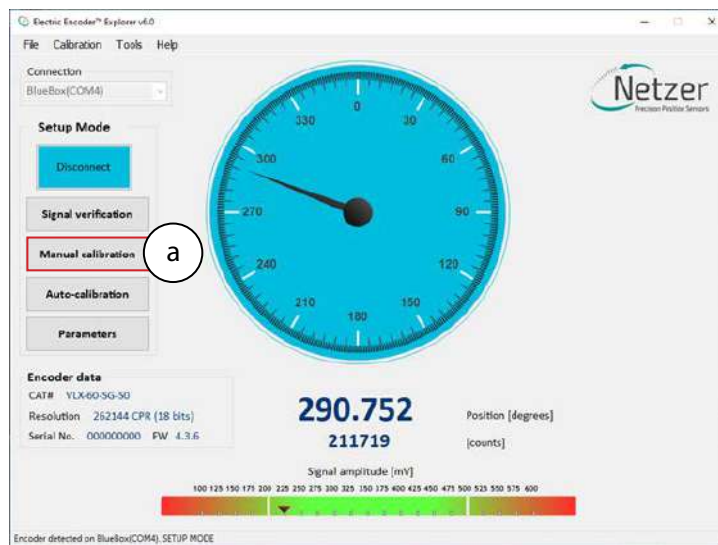 Electric Encoder™ Explorer v6.0
File Calibration Tools Help
Connection
BlueBox(COM4)
Netzer
Precision Position Sensors
Setup Mode
Disconnect
Signal verification
Manual calibration
a
Auto-calibration
Parameters
0
30
60
90
120
150
180
210
240
270
300
330
Encoder data
CAT# VLX-60-SG-S0
Resolution 262144 CPR (18 bits)
Serial No. 000000000 FW 4.3.6
290.752 Position [degrees]
211719 [counts]
Signal amplitude [mV]
100 125 150 175 200 225 250 275 300 325 350 375 400 425 450 475 500 525 550 575 600
Encoder detected on BlueBox(COM4). SETUP MODE